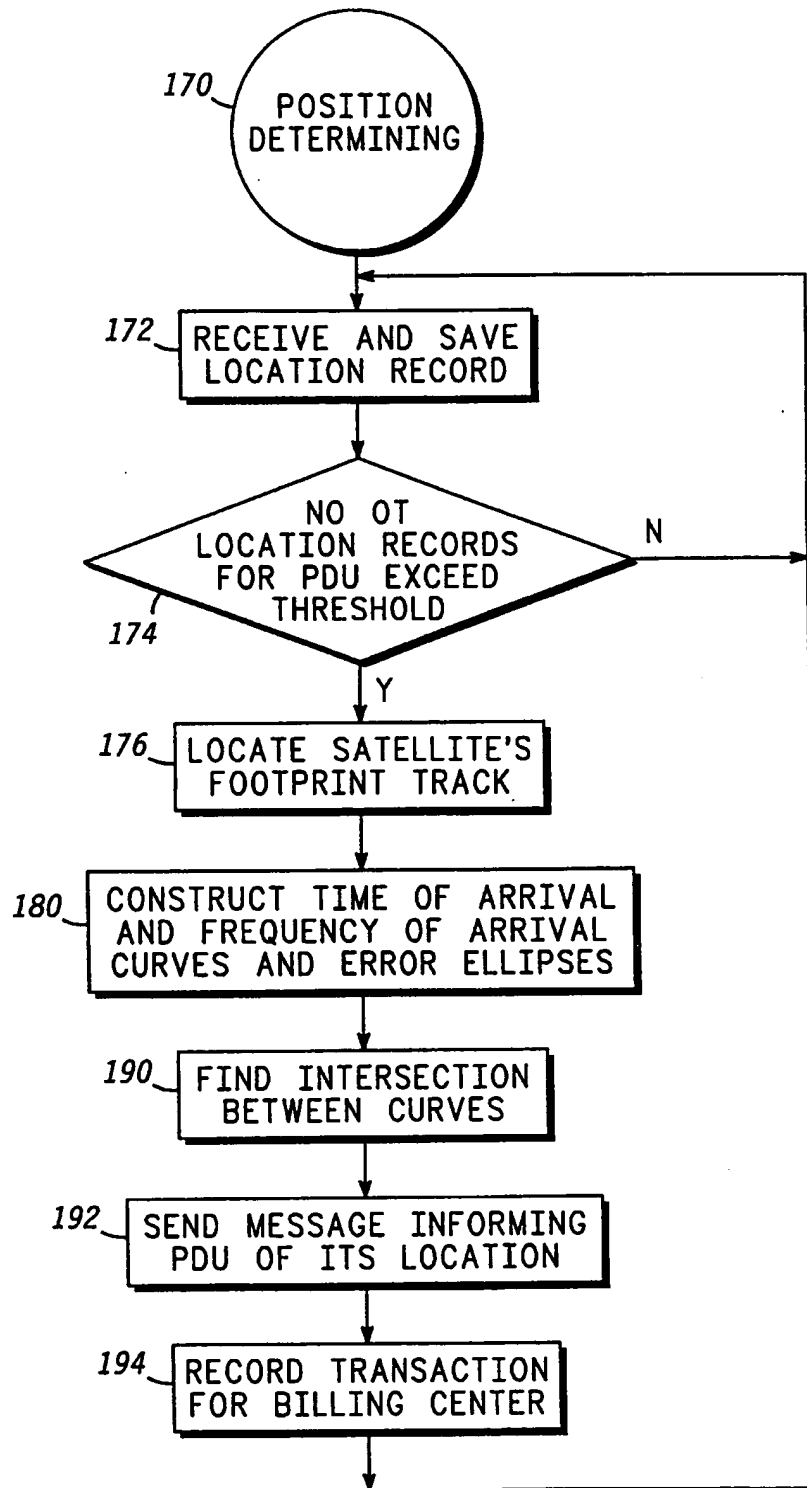 170
POSITION
DETERMINING
172
RECEIVE AND SAVE
LOCATION RECORD
NO OT
LOCATION RECORDS
FOR PDU EXCEED
THRESHOLD
N
174
Y
176
LOCATE SATELLITE'S
FOOTPRINT TRACK
180
CONSTRUCT TIME OF ARRIVAL
AND FREQUENCY OF ARRIVAL
CURVES AND ERROR ELLIPSES
190
FIND INTERSECTION
BETWEEN CURVES
192
SEND MESSAGE INFORMING
PDU OF ITS LOCATION
194
RECORD TRANSACTION
FOR BILLING CENTER